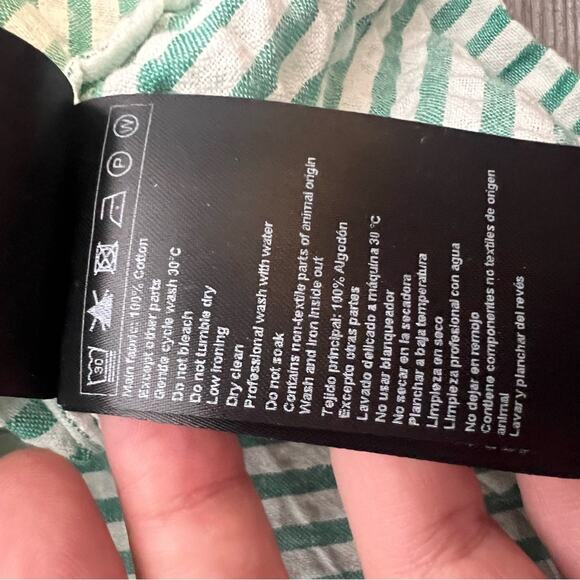 30
P
W
Main fabric: 100% Cotton
Except other parts
Gentle cycle wash 30°C
Do not bleach
Do not tumble dry
Low ironing
Dry clean
Professional wash with water
Do not soak
Contains non-textile parts of animal origin
Wash and Iron Inside out
Tejido principal: 100% Algodón
Excepto otras partes
Lavado delicado a máquina 30 °C
No usar blanqueador
No secar en la secadora
Planchar a baja temperatura
Limpieza en seco
Limpieza profesional con agua
No dejar en remojo
Contiene componentes no textiles de origen
animal
Lavar y planchar del revés